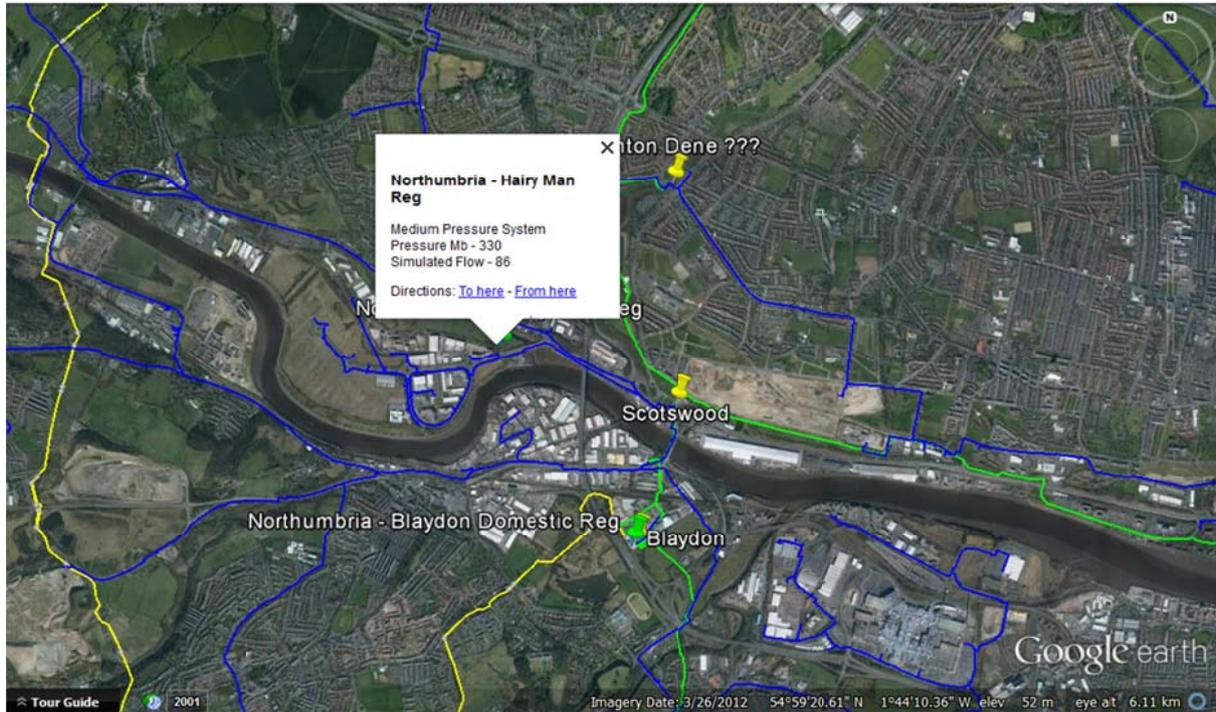 N
nton Dene ???
×
Northumbria - Hairy Man
Reg
Medium Pressure System
Pressure Mb - 330
Simulated Flow - 86
Directions: To here - From here
No
eg
Scotswood
Northumbria - Blaydon Domestic Reg
Blaydon
Google earth
Tour Guide
2001
Imagery Date: 3/26/2012 54°59'20.61" N 1°44'10.36" W elev 52 m eye alt 6.11 km